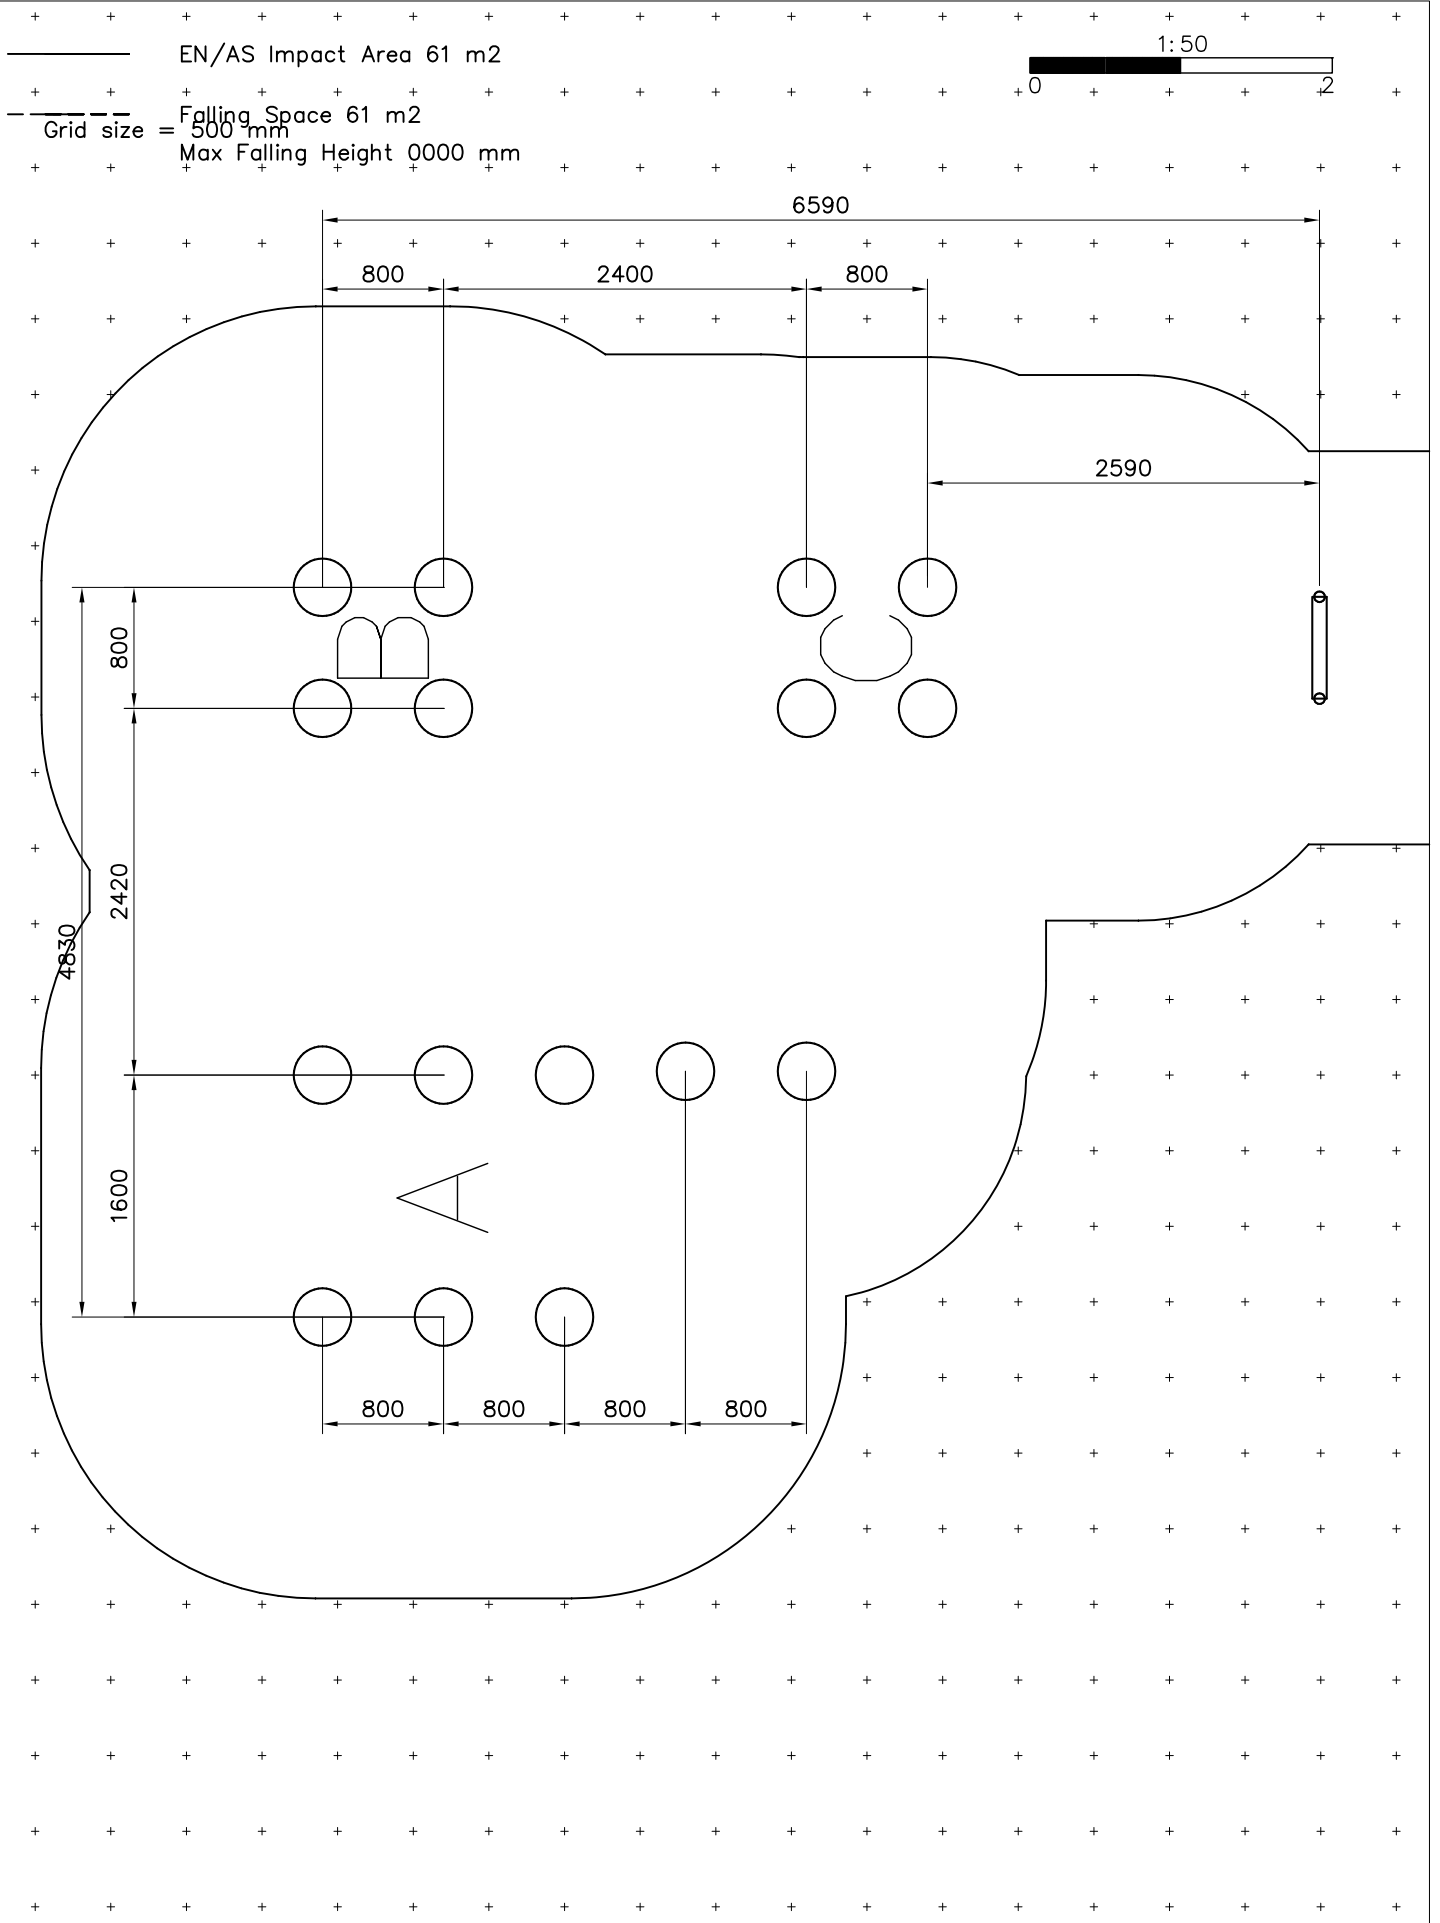 EN/AS Impact Area 61 m2
1:50
0 2
Falling Space 61 m2
Grid size = 500 mm
Max Falling Height 0000 mm
6590
800 2400 800
2590
800
B C
2420
4830
1600
A
800 800 800 800